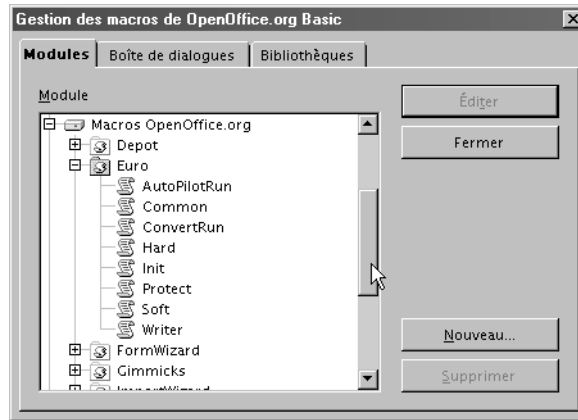 Gestion des macros de OpenOffice.org Basic
Modules Boîte de dialogues Bibliothèques
Module
Macros OpenOffice.org
Depot
Euro
AutoPilotRun
Common
ConvertRun
Hard
Init
Protect
Soft
Writer
FormWizard
Gimmicks
ImportWizard
Éditer
Fermer
Nouveau...
Supprimer